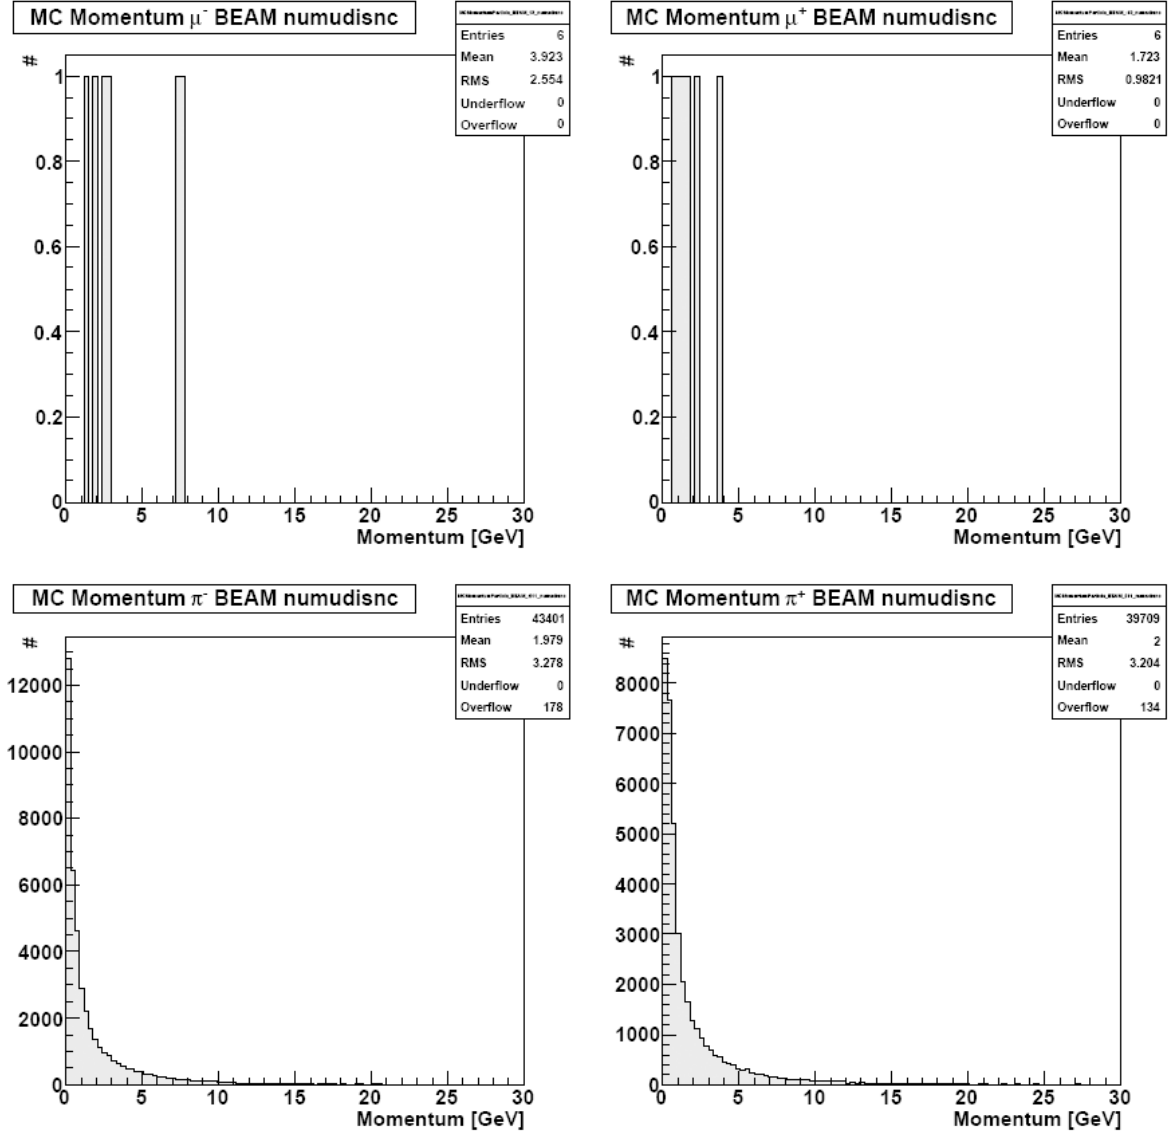 MC Momentum μ⁻ BEAM numudisnc
Entries 6
Mean 3.923
RMS 2.554
Underflow 0
Overflow 0
#
1
0.8
0.6
0.4
0.2
0
0 5 10 15 20 25 30
Momentum [GeV]
MC Momentum μ⁺ BEAM numudisnc
Entries 6
Mean 1.723
RMS 0.9821
Underflow 0
Overflow 0
#
1
0.8
0.6
0.4
0.2
0
0 5 10 15 20 25 30
Momentum [GeV]
MC Momentum π⁻ BEAM numudisnc
Entries 43401
Mean 1.979
RMS 3.278
Underflow 0
Overflow 178
#
12000
10000
8000
6000
4000
2000
0
0 5 10 15 20 25 30
Momentum [GeV]
MC Momentum π⁺ BEAM numudisnc
Entries 39709
Mean 2
RMS 3.204
Underflow 0
Overflow 134
#
8000
7000
6000
5000
4000
3000
2000
1000
0
0 5 10 15 20 25 30
Momentum [GeV]